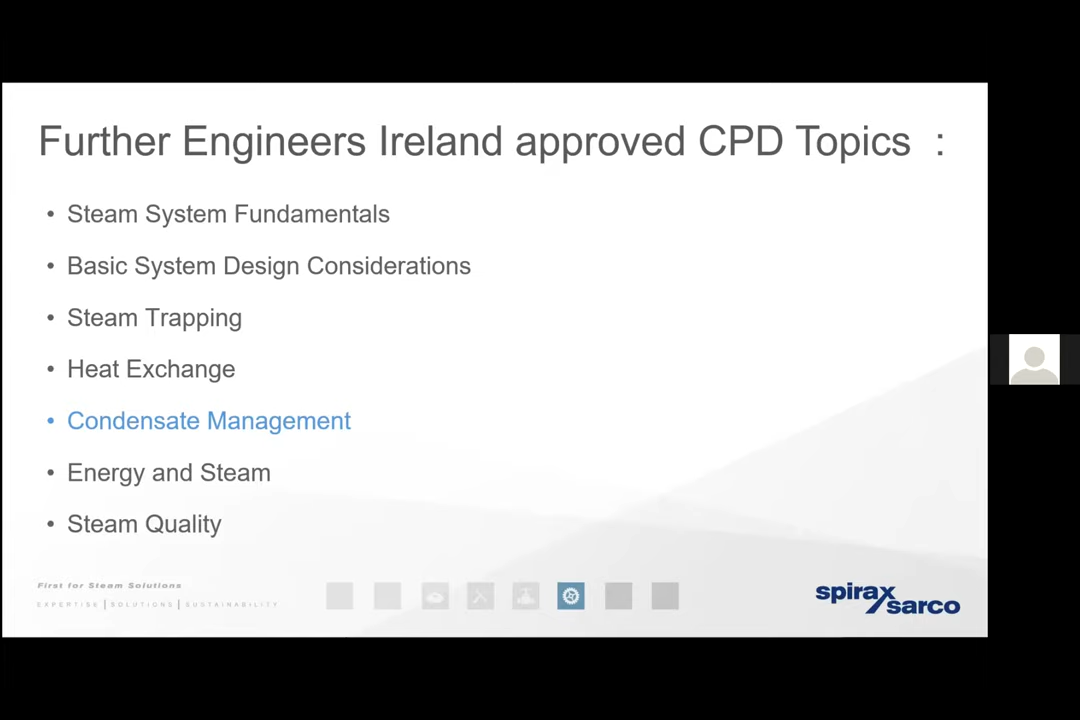 Further Engineers Ireland approved CPD Topics :
• Steam System Fundamentals
• Basic System Design Considerations
• Steam Trapping
• Heat Exchange
• Condensate Management
• Energy and Steam
• Steam Quality
First for Steam Solutions
EXPERTISE | SOLUTIONS | SUSTAINABILITY
spirax
sarco